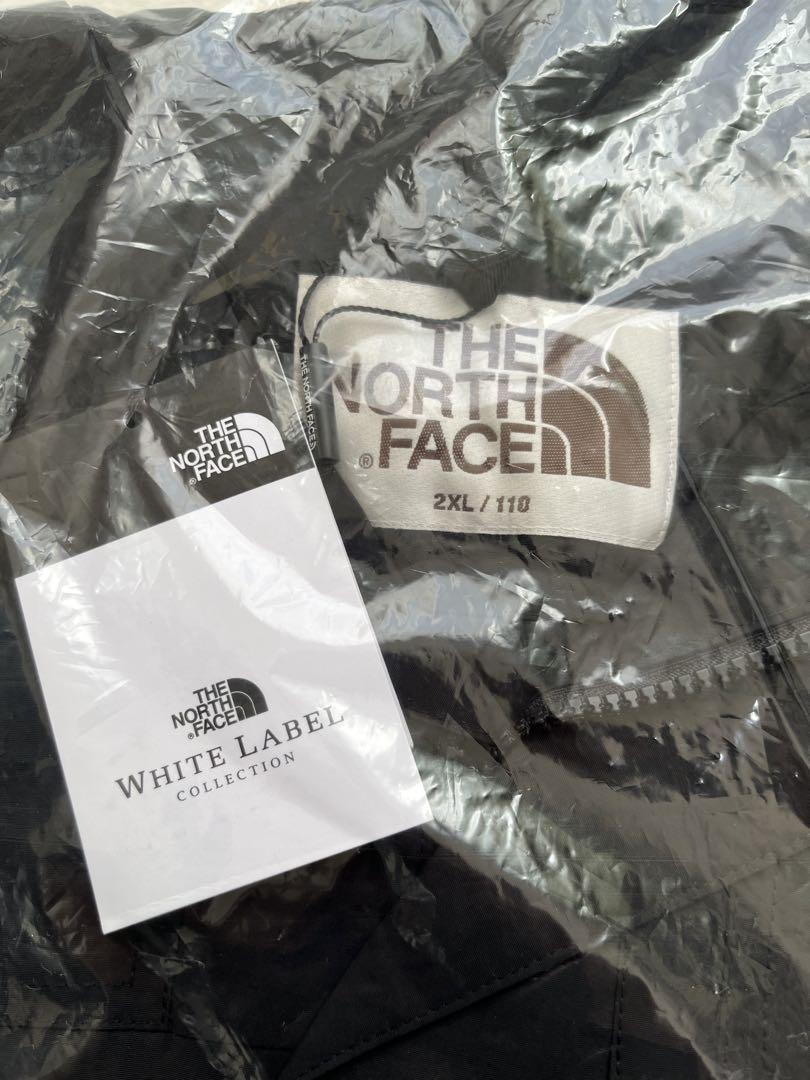 THE
NORTH
FACE
®
2XL / 110
THE NORTH FACE
THE
NORTH
FACE
®
THE
NORTH
FACE
®
WHITE LABEL
COLLECTION